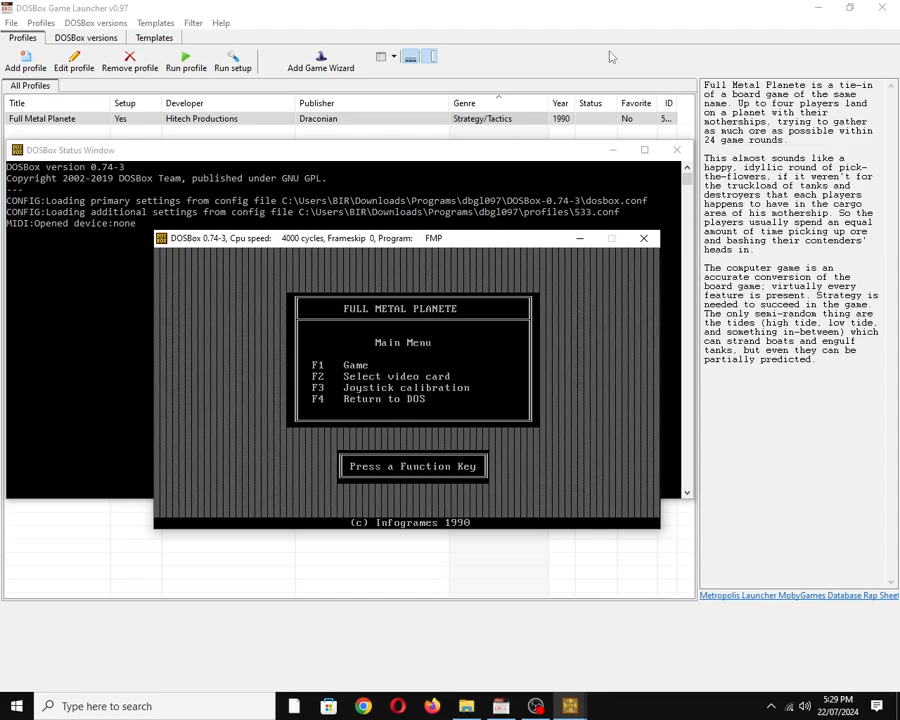 DOSBox Game Launcher v0.97
File Profiles DOSBox versions Templates Filter Help
Profiles DOSBox versions Templates
Add profile Edit profile Remove profile Run profile Run setup Add Game Wizard
All Profiles
Title Setup Developer Publisher Genre Year Status Favorite ID
Full Metal Planete Yes Hitech Productions Draconian Strategy/Tactics 1990 No 5...
DOSBox Status Window
DOSBox version 0.74-3
Copyright 2002-2019 DOSBox Team, published under GNU GPL.
---
CONFIG:Loading primary settings from config file C:\Users\BIR\Downloads\Programs\dbgl097\DOSBox-0.74-3\dosbox.conf
CONFIG:Loading additional settings from config file C:\Users\BIR\Downloads\Programs\dbgl097\profiles\533.conf
MIDI:Opened device:none
DOSBox 0.74-3, Cpu speed: 4000 cycles, Frameskip 0, Program: FMP
FULL METAL PLANETE
Main Menu
F1 Game
F2 Select video card
F3 Joystick calibration
F4 Return to DOS
Press a Function Key
(c) Infogrames 1990
Full Metal Planete is a tie-in
of a board game of the same
name. Up to four players land
on a planet with their
motherships, trying to gather
as much ore as possible within
24 game rounds.
This almost sounds like a
happy, idyllic round of pick-
the-flowers, if it weren't for
the truckload of tanks and
destroyers that each players
happens to have in the cargo
area of his mothership. So the
players usually spend an equal
amount of time picking up ore
and bashing their contenders'
heads in.
The computer game is an
accurate conversion of the
board game; virtually every
feature is present. Strategy is
needed to succeed in the game.
The only semi-random thing are
the tides (high tide, low tide,
and something in-between) which
can strand boats and engulf
tanks, but even they can be
partially predicted.
Metropolis Launcher MobyGames Database Rap Sheet
Type here to search
5:29 PM
22/07/2024